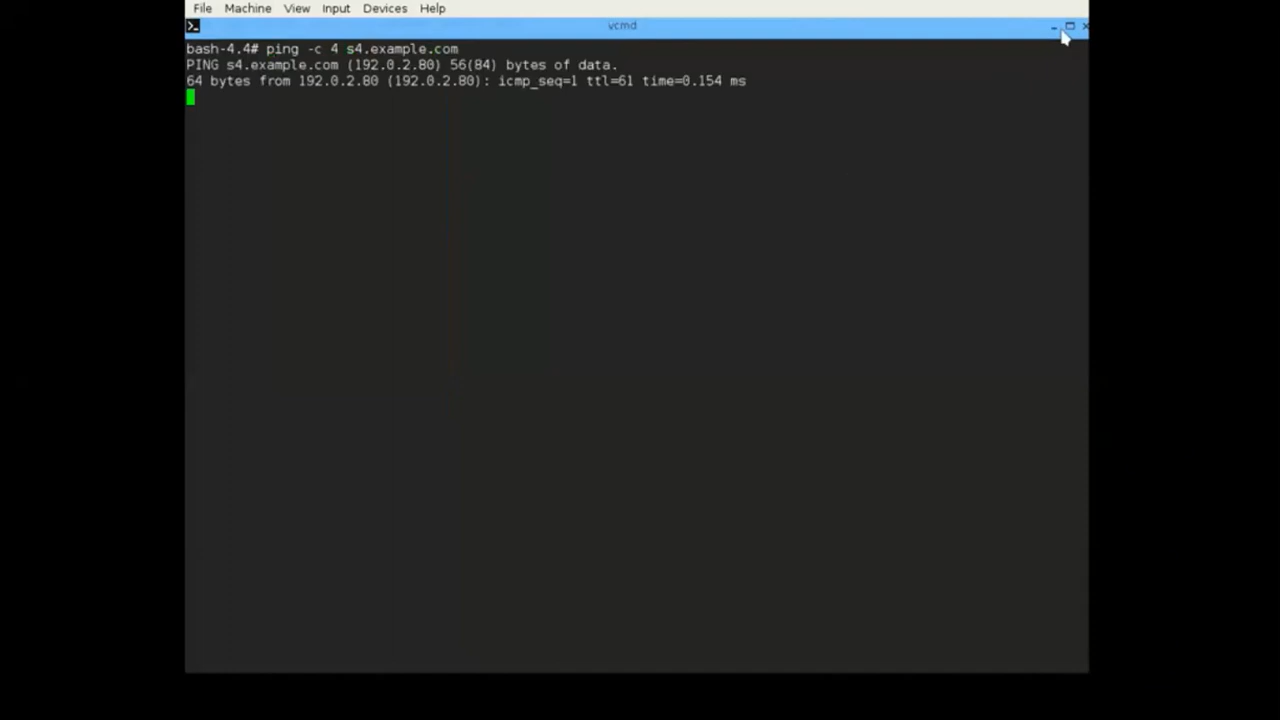 File Machine View Input Devices Help
vcmd
bash-4.4# ping -c 4 s4.example.com
PING s4.example.com (192.0.2.80) 56(84) bytes of data.
64 bytes from 192.0.2.80 (192.0.2.80): icmp_seq=1 ttl=61 time=0.154 ms